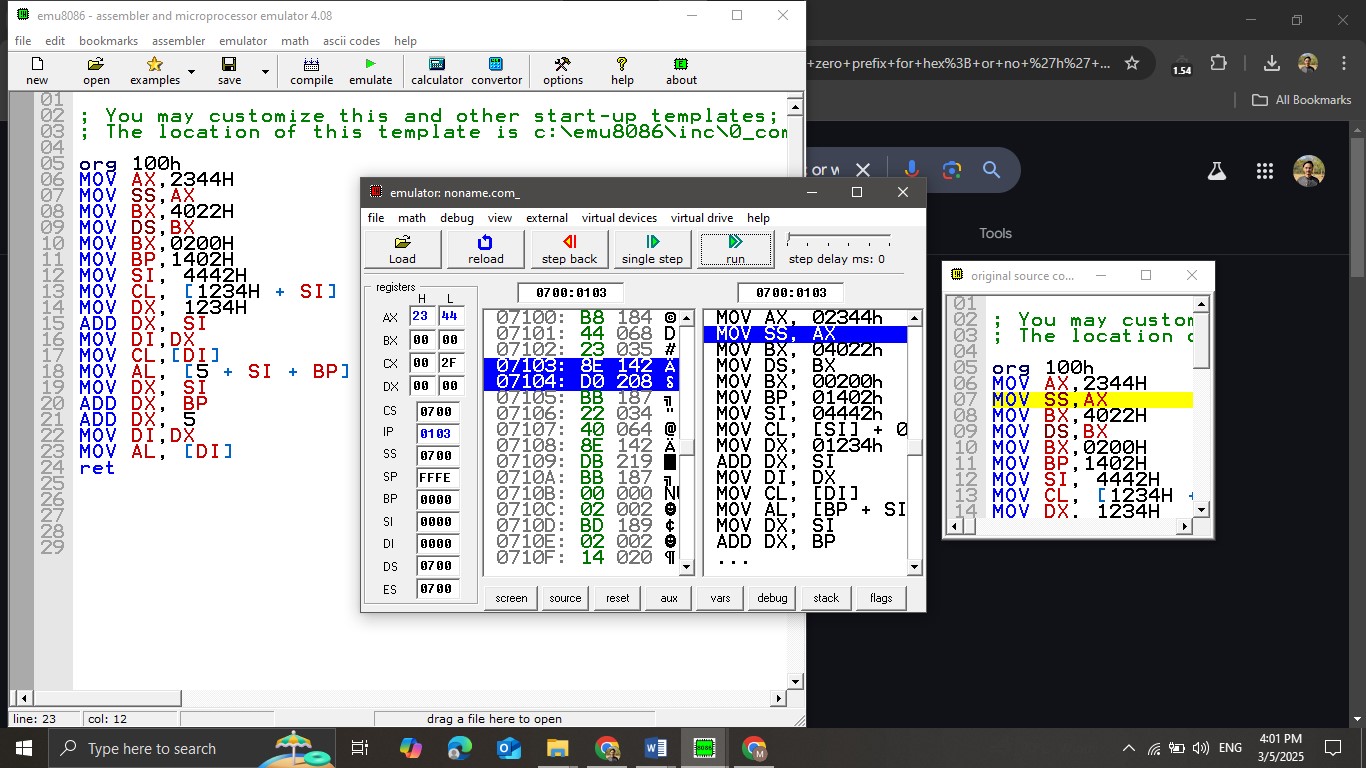 emu8086 - assembler and microprocessor emulator 4.08
file edit bookmarks assembler emulator math ascii codes help
new open examples save compile emulate calculator convertor options help about
01
02 ; You may customize this and other start-up templates;
03 ; The location of this template is c:\emu8086\inc\0_com
04
05 org 100h
06 MOV AX,2344H
07 MOV SS,AX
08 MOV BX,4022H
09 MOV DS,BX
10 MOV BX,0200H
11 MOV BP,1402H
12 MOV SI, 4442H
13 MOV CL, [1234H + SI]
14 MOV DX, 1234H
15 ADD DX, SI
16 MOV DI,DX
17 MOV CL,[DI]
18 MOV AL, [5 + SI + BP]
19 MOV DX, SI
20 ADD DX, BP
21 ADD DX, 5
22 MOV DI,DX
23 MOV AL, [DI]
24 ret
25
26
27
28
29
line: 23 col: 12 drag a file here to open
emulator: noname.com_
file math debug view external virtual devices virtual drive help
Load reload step back single step run step delay ms: 0
registers
H L
AX 23 44
BX 00 00
CX 00 2F
DX 00 00
CS 0700
IP 0103
SS 0700
SP FFFE
BP 0000
SI 0000
DI 0000
DS 0700
ES 0700
0700:0103
07100: B8 184 @
07101: 44 068 D
07102: 23 035 #
07103: 8E 142 Ä
07104: D0 208
07105: BB 187 ╗
07106: 22 034 "
07107: 40 064 @
07108: 8E 142 Ä
07109: DB 219 █
0710A: BB 187 ╗
0710B: 00 000 NU
0710C: 02 002 ☻
0710D: BD 189 ¢
0710E: 02 002 ☻
0710F: 14 020 ¶
0700:0103
MOV AX, 02344h
MOV SS, AX
MOV BX, 04022h
MOV DS, BX
MOV BX, 00200h
MOV BP, 01402h
MOV SI, 04442h
MOV CL, [SI] + 0
MOV DX, 01234h
ADD DX, SI
MOV DI, DX
MOV CL, [DI]
MOV AL, [BP + SI
MOV DX, SI
ADD DX, BP
...
screen source reset aux vars debug stack flags
original source co...
01
02 ; You may custom
03 ; The location o
04
05 org 100h
06 MOV AX,2344H
07 MOV SS,AX
08 MOV BX,4022H
09 MOV DS,BX
10 MOV BX,0200H
11 MOV BP,1402H
12 MOV SI, 4442H
13 MOV CL, [1234H +
14 MOV DX, 1234H
+zero+prefix+for+hex%3B+or+no+%27h%27+...
1.54
All Bookmarks
or w
Tools
Type here to search
ENG
4:01 PM
3/5/2025